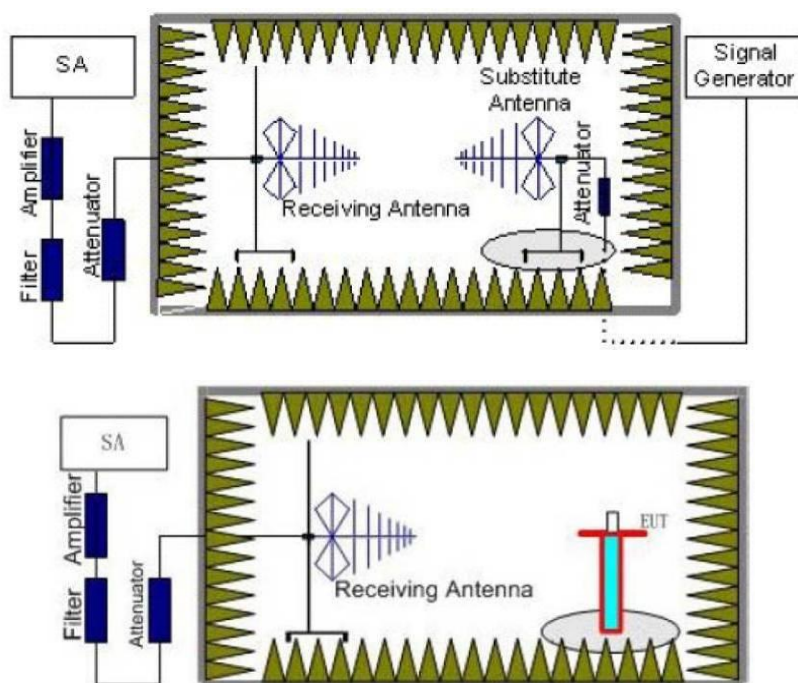 SA
Signal
Generator
Substitute
Antenna
Amplifier
Attenuator
Attenuator
Receiving Antenna
Filter
SA
Amplifier
EUT
Filter
Attenuator
Receiving Antenna